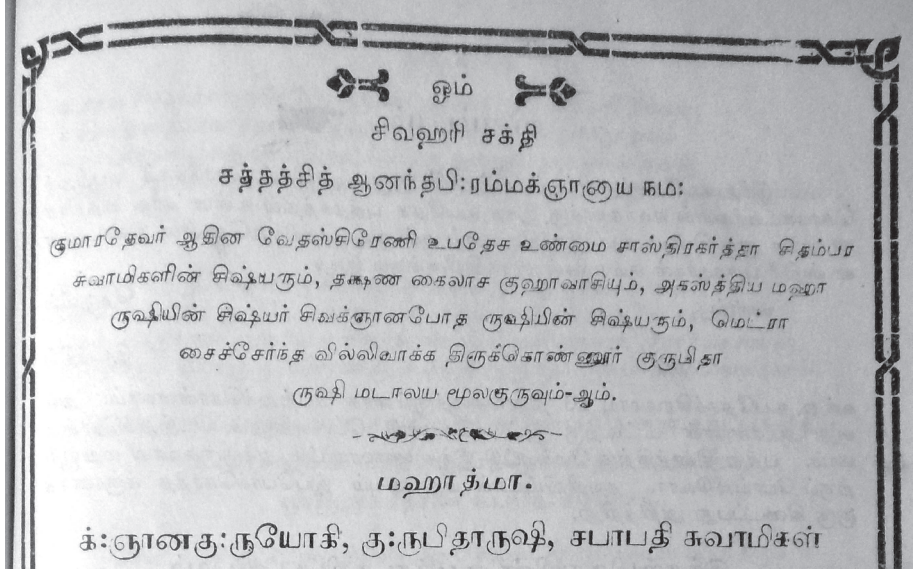 ஓம்
சிவஹரி சக்தி
சத்தத்சித் ஆனந்தபி:ரம்மக்ஞானாய நம:
குமாரதேவர் ஆதின வேதஸ்சிரேணி உபதேச உண்மை சாஸ்திரகர்த்தா சிதம்பர
சுவாமிகளின் சிஷ்யரும், தக்ஷண கைலாச குஹாவாசியும், அகஸ்த்திய மஹா
ருஷியின் சிஷ்யர் சிவக்ஞானபோத ருஷியின் சிஷ்யரும், மெட்ரா
சைச்சேர்ந்த வில்லிவாக்க திருக்கொண்ணூர் குருமிதா
ருஷி மடாலய மூலகுருவும்-ஆம்.
மஹாத்மா.
க்:ஞானகு:ருயோகி, கு:ருபிதாருஷி, சபாபதி சுவாமிகள்